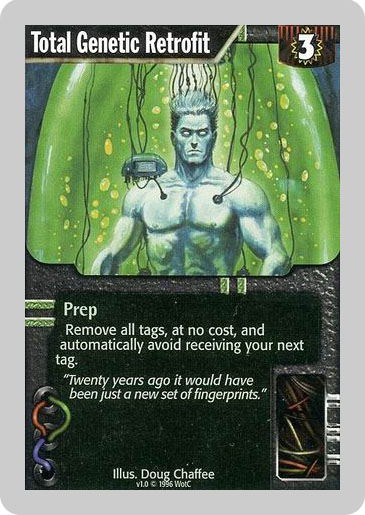 Total Genetic Retrofit
3
Prep
Remove all tags, at no cost, and
automatically avoid receiving your next
tag.
“Twenty years ago it would have
been just a new set of fingerprints.”
Illus. Doug Chaffee
v1.0 © 1996 WotC